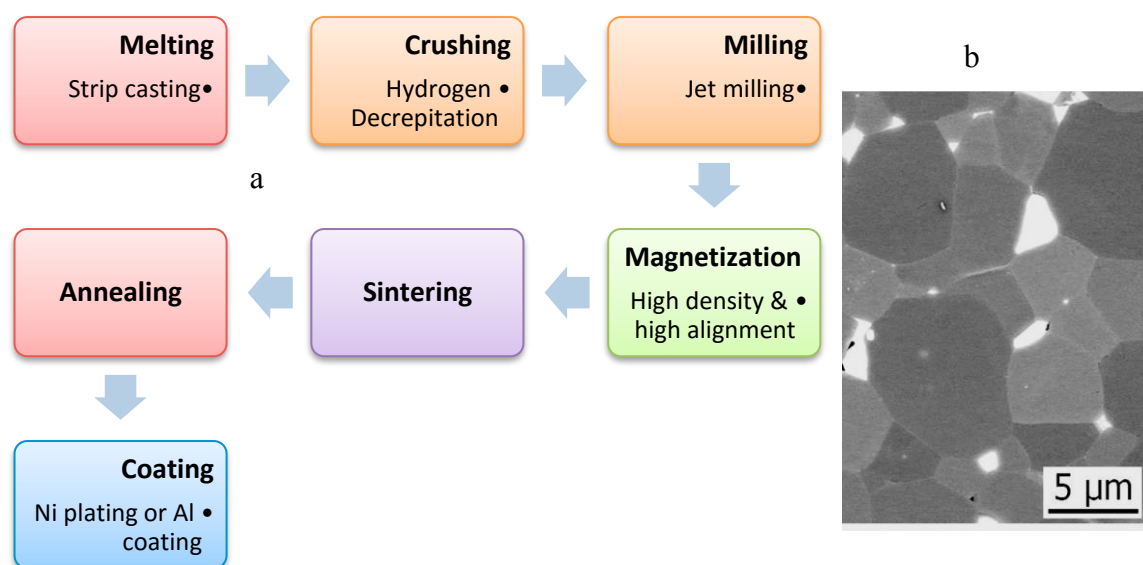 Melting
Strip casting•
Crushing
Hydrogen •
Decrepitation
Milling
Jet milling•
b
a
Annealing
Sintering
Magnetization
High density & •
high alignment
Coating
Ni plating or Al •
coating
5 µm